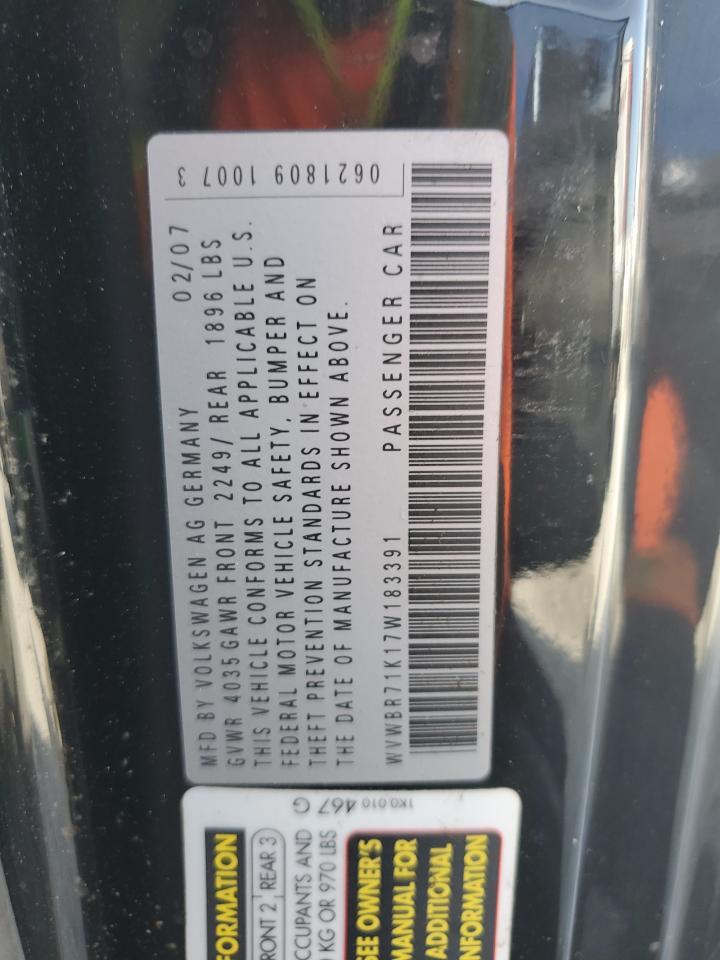 MFD BY VOLKSWAGEN AG GERMANY 02/07
GVWR 4035 GAWR FRONT 2249/ REAR 1896 LBS
THIS VEHICLE CONFORMS TO ALL APPLICABLE U.S.
FEDERAL MOTOR VEHICLE SAFETY, BUMPER AND
THEFT PREVENTION STANDARDS IN EFFECT ON
THE DATE OF MANUFACTURE SHOWN ABOVE.
WVWBR71K17W183391 PASSENGER CAR
0621809 1007 3
1K0.010.467 G
FORMATION
FRONT 2, REAR 3
OCCUPANTS AND
KG OR 970 LBS
SEE OWNER'S
MANUAL FOR
ADDITIONAL
INFORMATION